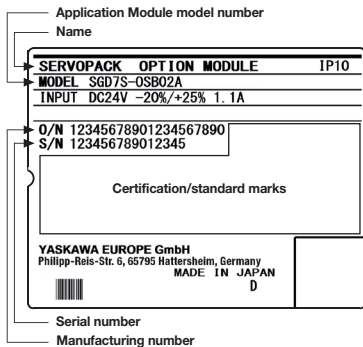 Application Module model number
Name
SERVOPACK OPTION MODULE IP10
MODEL SGD7S-OSB02A
INPUT DC24V -20%/+25% 1.1A
O/N 12345678901234567890
S/N 123456789012345
Certification/standard marks
YASKAWA EUROPE GmbH
Philipp-Reis-Str. 6, 65795 Hattersheim, Germany
MADE IN JAPAN
D
Serial number
Manufacturing number